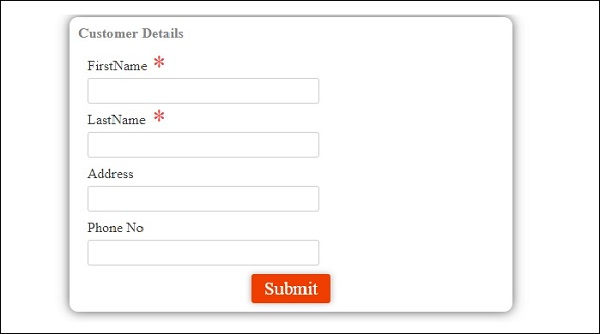 Customer Details
FirstName *
LastName *
Address
Phone No
Submit